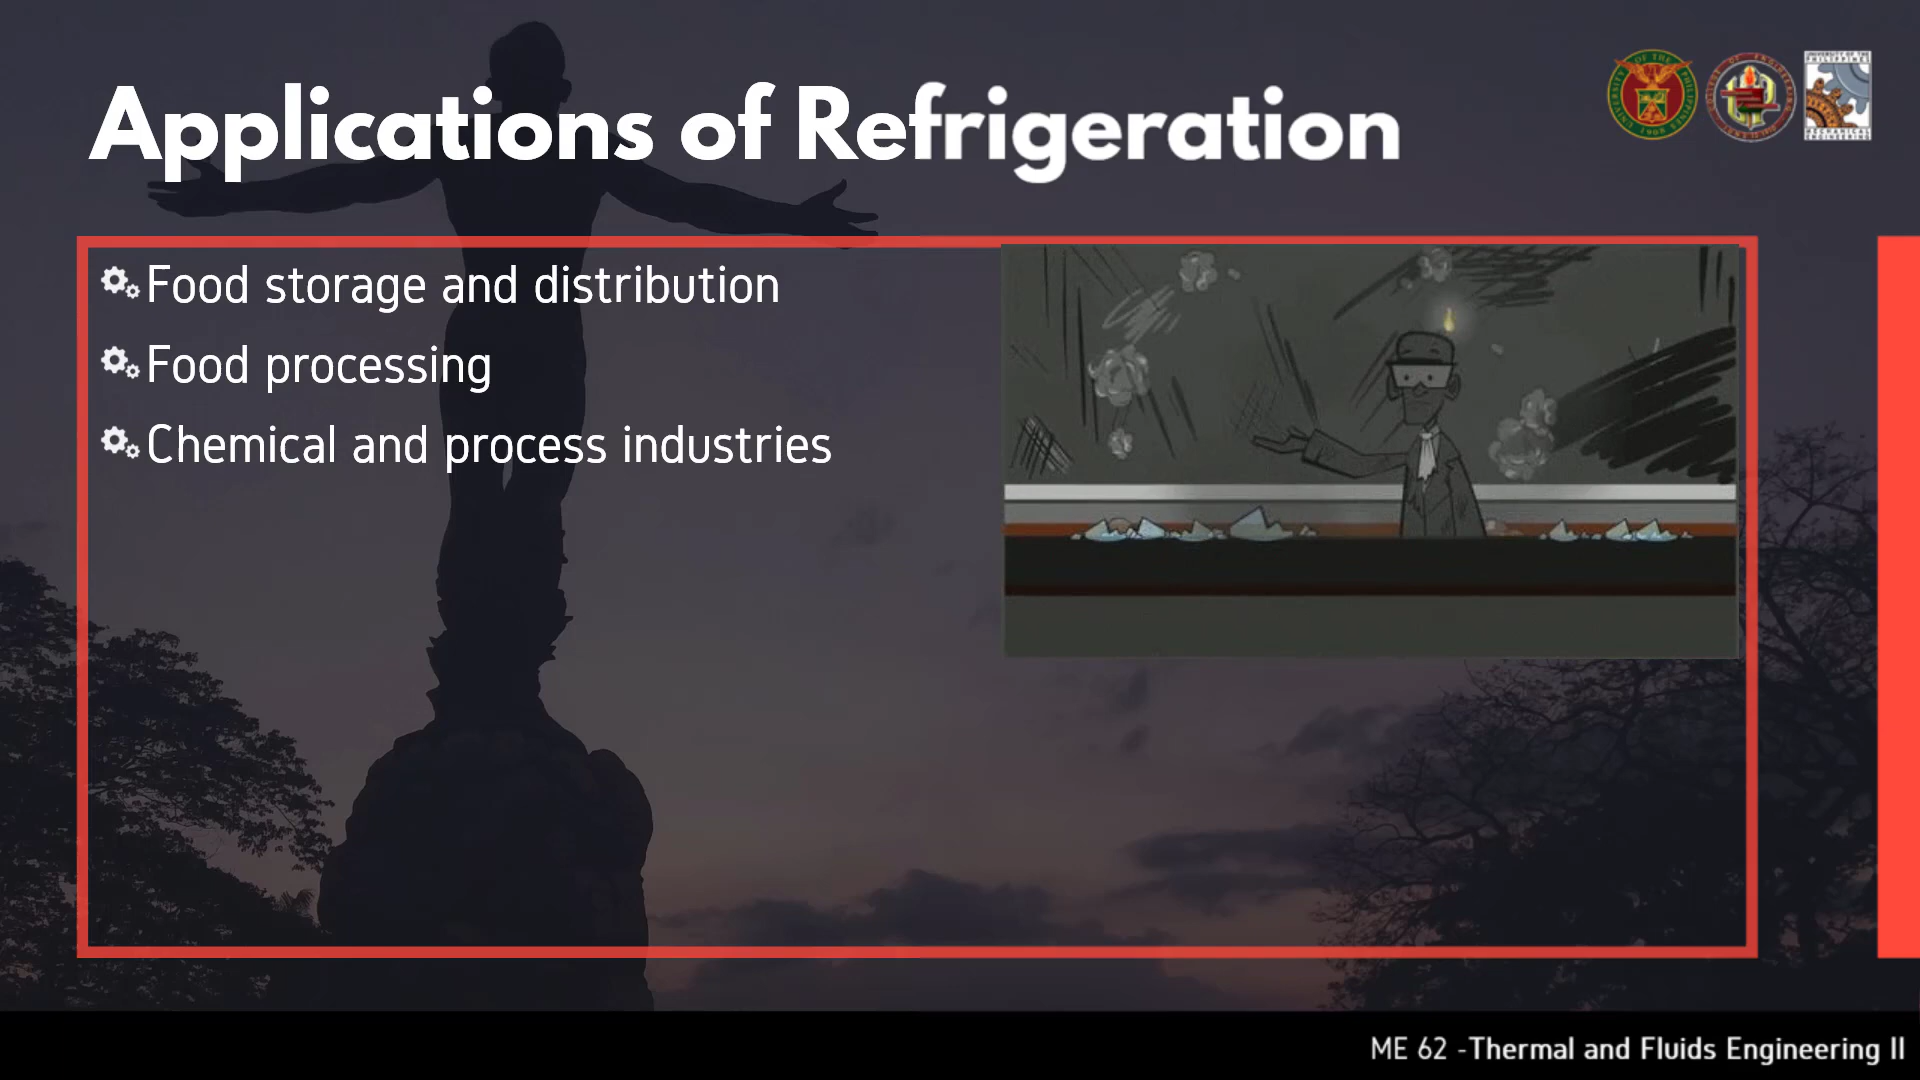 Applications of Refrigeration
Food storage and distribution
Food processing
Chemical and process industries
ME 62 -Thermal and Fluids Engineering II